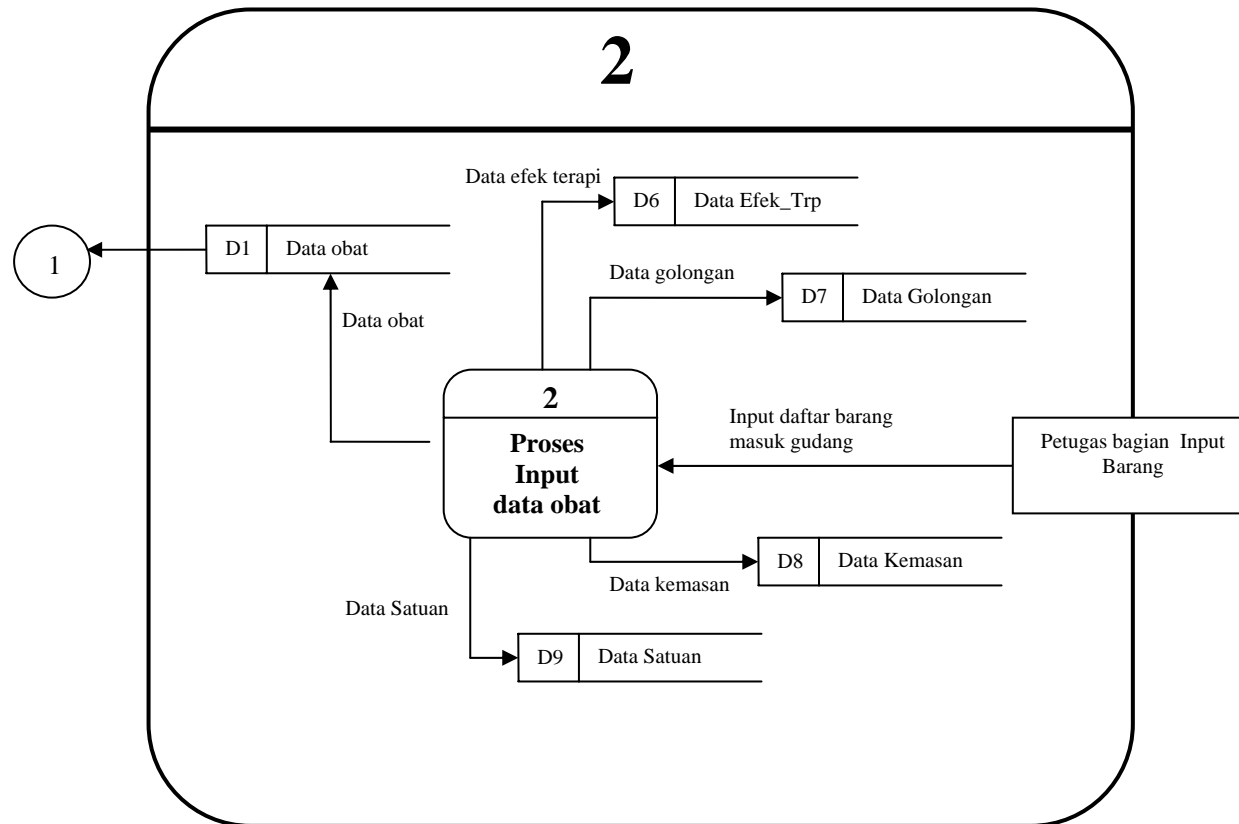 2
Data efek terapi
D6 Data Efek_Trp
1
D1 Data obat
Data golongan
D7 Data Golongan
Data obat
2
Proses
Input
data obat
Input daftar barang
masuk gudang
Petugas bagian Input
Barang
D8 Data Kemasan
Data kemasan
Data Satuan
D9 Data Satuan